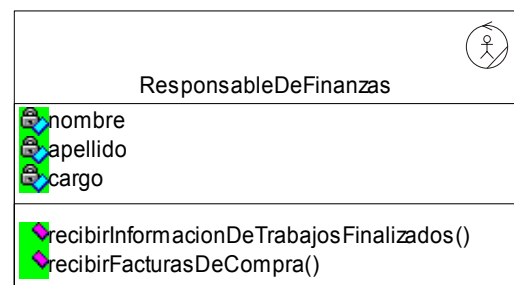 ResponsableDeFinanzas
nombre
apellido
cargo
recibirInformacionDeTrabajosFinalizados()
recibirFacturasDeCompra()